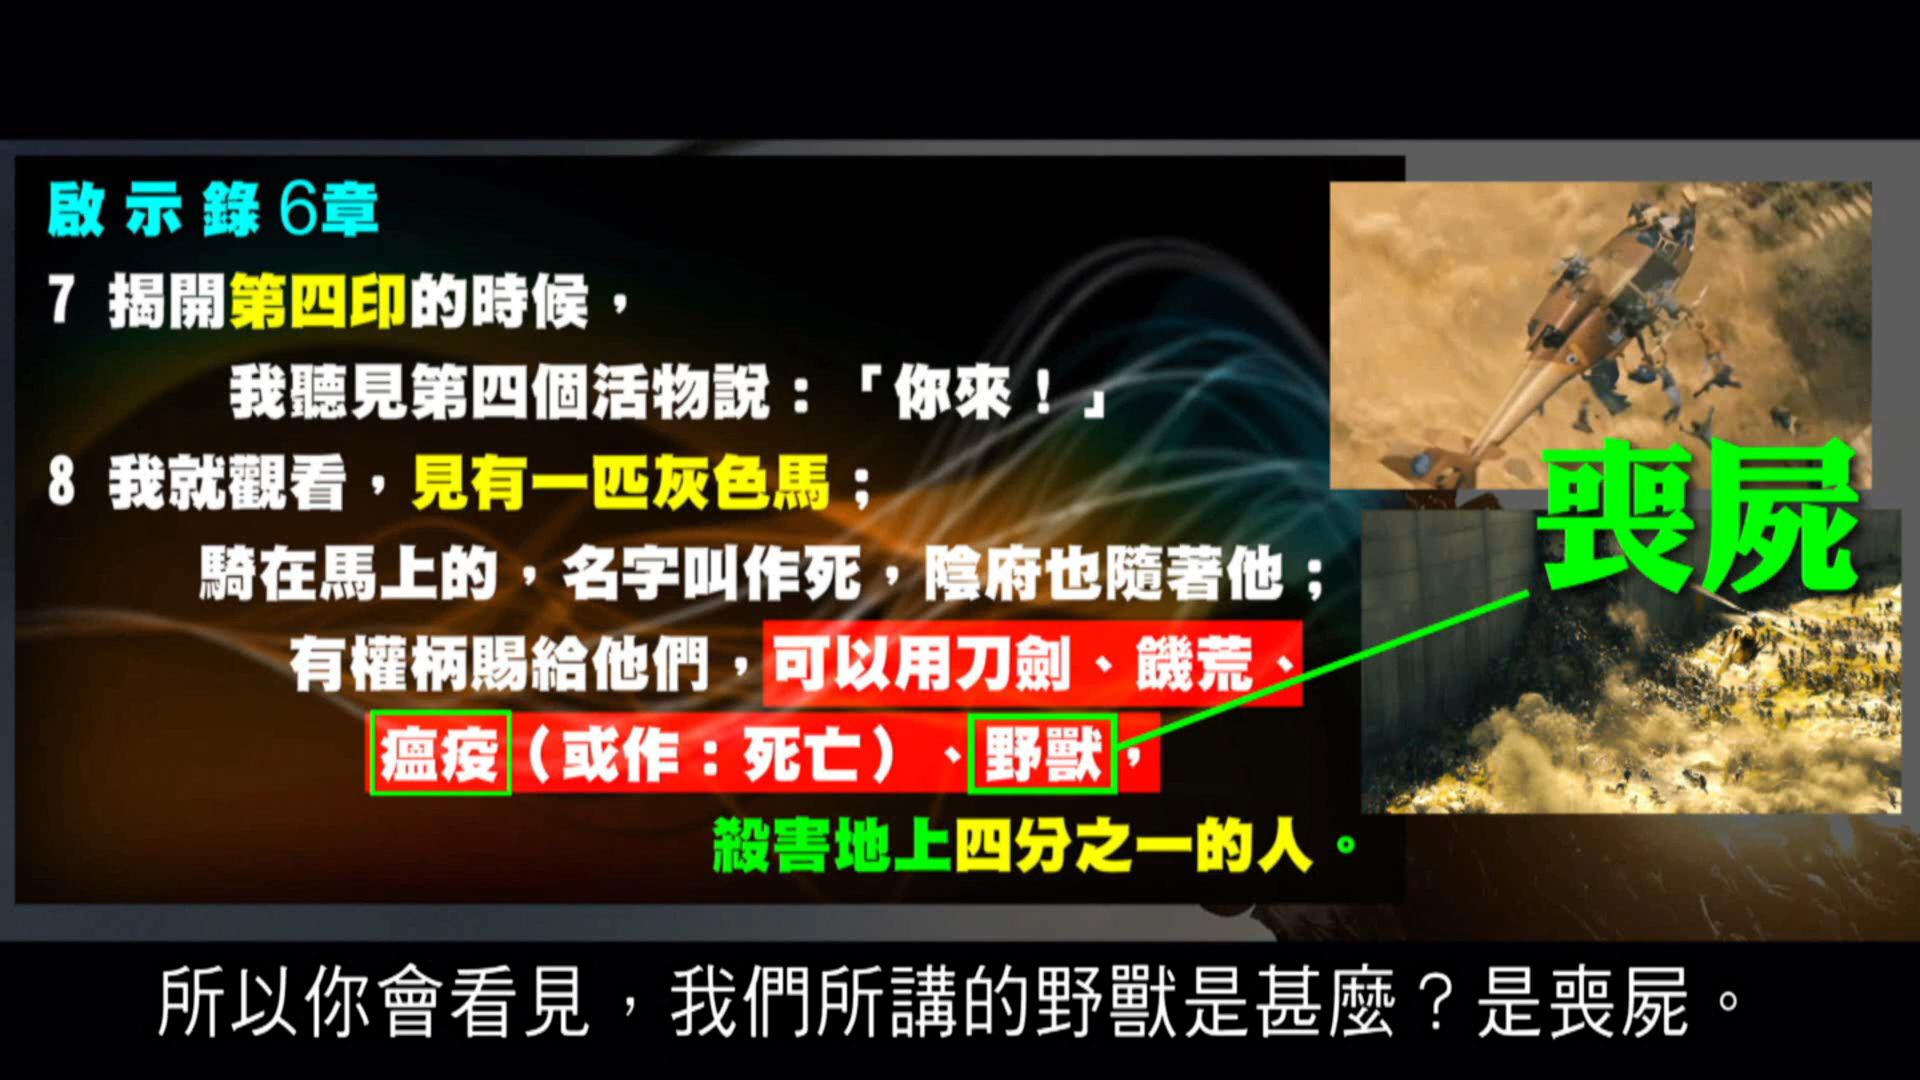 啟示錄6章
7 揭開第四印的時候，
我聽見第四個活物說：「你來！」
8 我就觀看，見有一匹灰色馬；
騎在馬上的，名字叫作死，陰府也隨著他；
有權柄賜給他們，可以用刀劍、饑荒、
瘟疫（或作：死亡）、野獸，
殺害地上四分之一的人。
喪屍
所以你會看見，我們所講的野獸是甚麼？是喪屍。